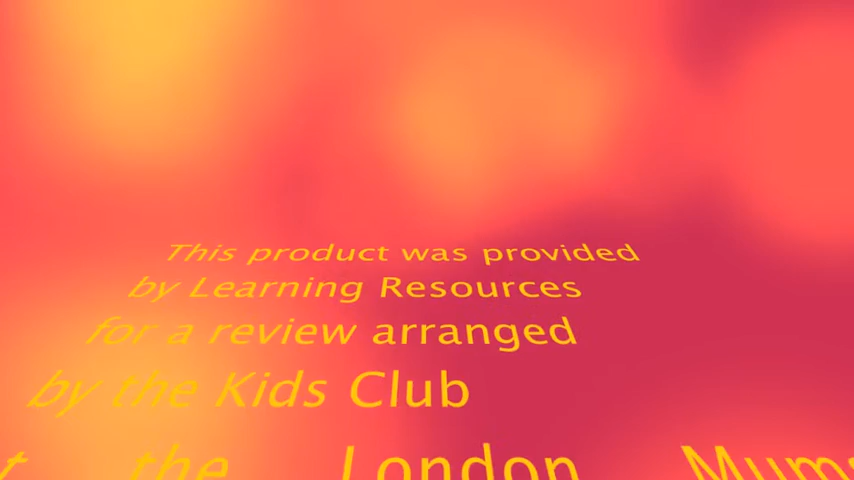 This product was provided
by Learning Resources
for a review arranged
by the Kids Club
the London